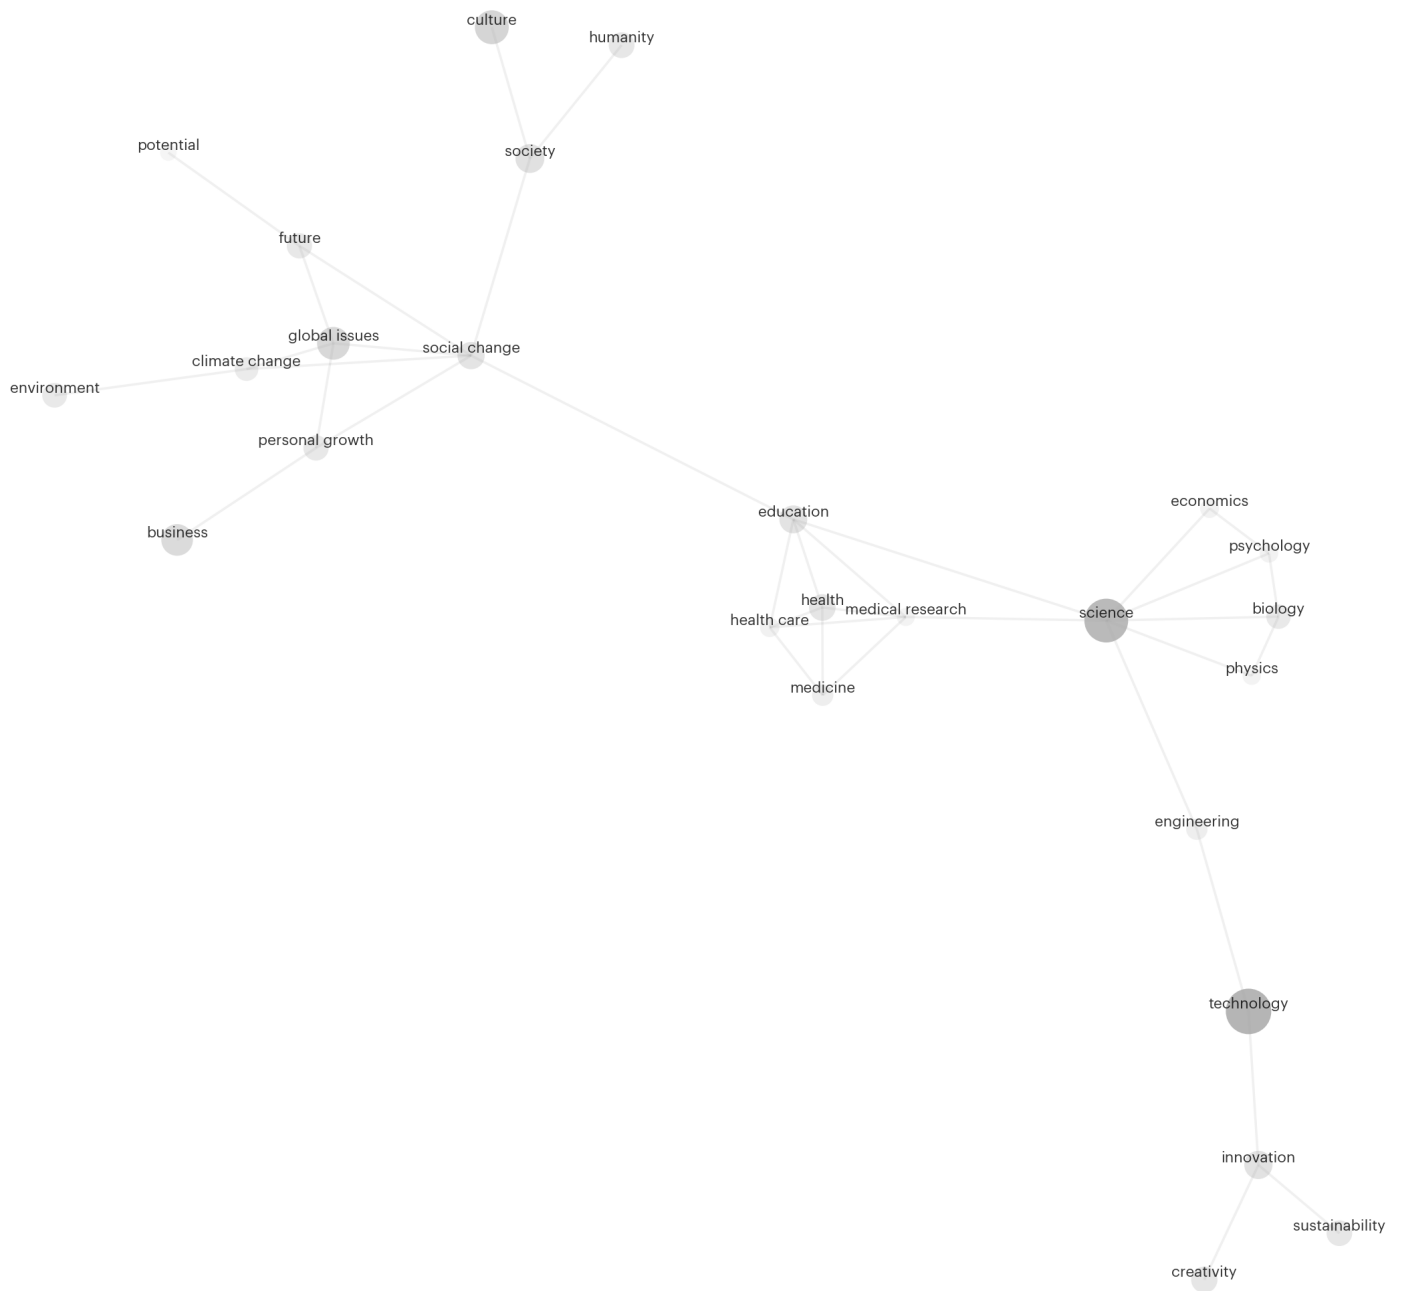 culture
humanity
potential
society
future
global issues
social change
climate change
environment
personal growth
business
education
economics
psychology
health
medical research
health care
science
biology
physics
medicine
engineering
technology
innovation
sustainability
creativity